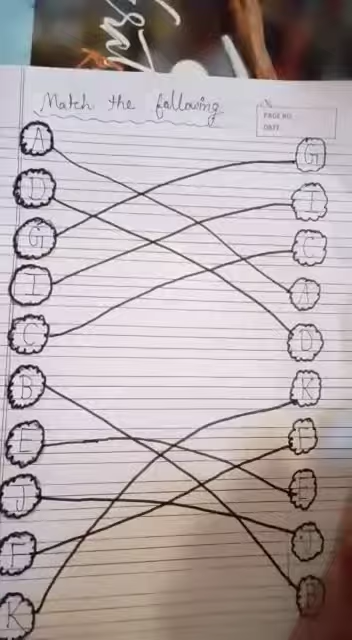 Match the following
PAGE NO.
DATE
A G
D I
G C
I A
C D
B K
E F
J E
F J
K B